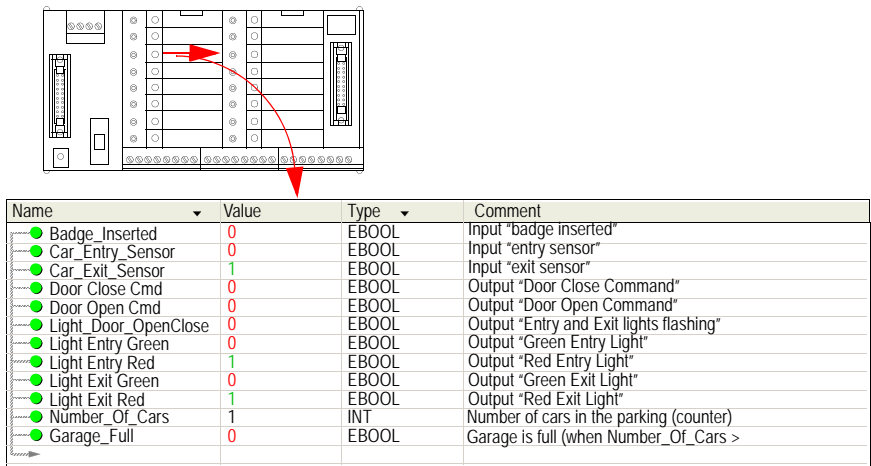 Name Value Type Comment
Badge_Inserted 0 EBOOL Input “badge inserted”
Car_Entry_Sensor 0 EBOOL Input “entry sensor”
Car_Exit_Sensor 1 EBOOL Input “exit sensor”
Door Close Cmd 0 EBOOL Output “Door Close Command”
Door Open Cmd 0 EBOOL Output “Door Open Command”
Light_Door_OpenClose 0 EBOOL Output “Entry and Exit lights flashing”
Light Entry Green 0 EBOOL Output “Green Entry Light”
Light Entry Red 1 EBOOL Output “Red Entry Light”
Light Exit Green 0 EBOOL Output “Green Exit Light”
Light Exit Red 1 EBOOL Output “Red Exit Light”
Number_Of_Cars 1 INT Number of cars in the parking (counter)
Garage_Full 0 EBOOL Garage is full (when Number_Of_Cars >